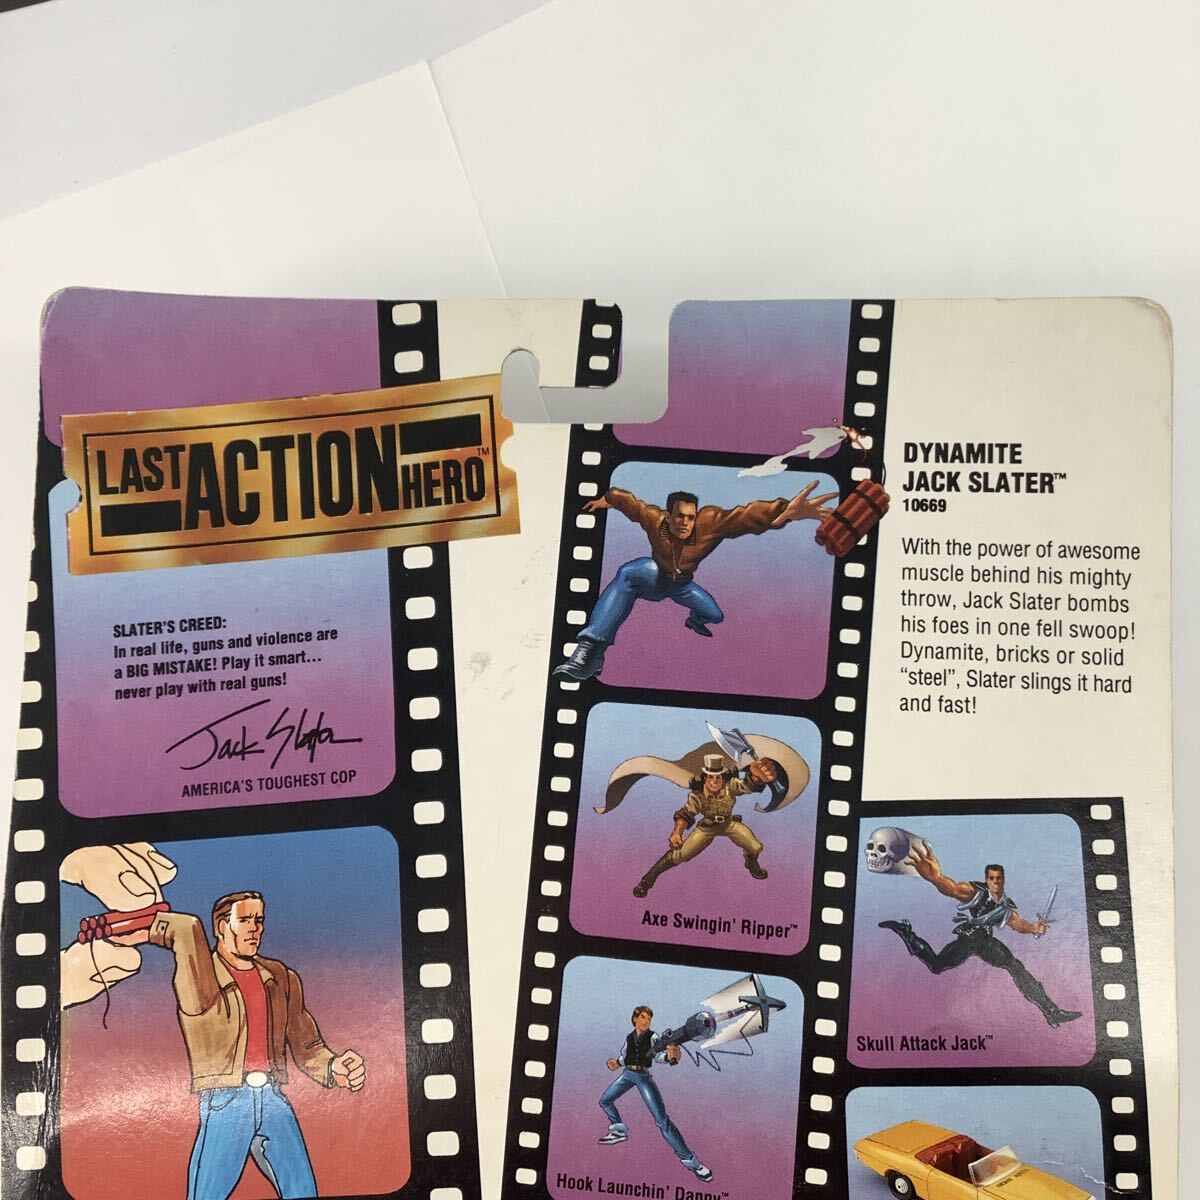 LAST ACTION HERO™
SLATER'S CREED:
In real life, guns and violence are
a BIG MISTAKE! Play it smart...
never play with real guns!
Jack Slater
AMERICA'S TOUGHEST COP
DYNAMITE
JACK SLATER™
10669
With the power of awesome
muscle behind his mighty
throw, Jack Slater bombs
his foes in one fell swoop!
Dynamite, bricks or solid
“steel”, Slater slings it hard
and fast!
Axe Swingin' Ripper™
Skull Attack Jack™
Hook Launchin' Danny™